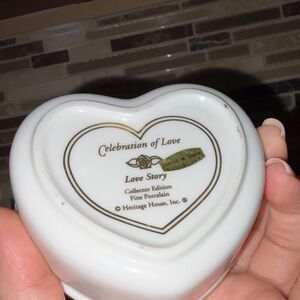 Celebration of Love
Love Story
Collector Edition
Fine Porcelain
© Heritage House, Inc. ®